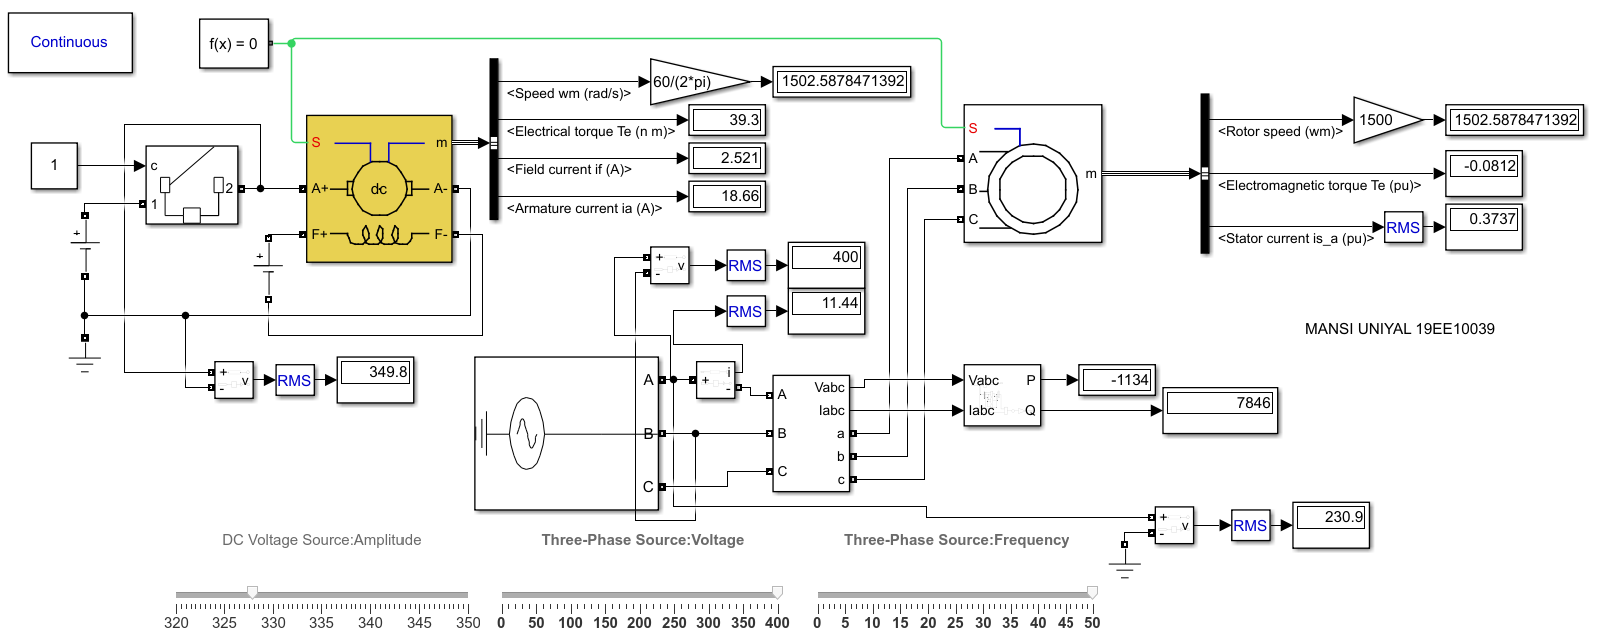 Continuous
f(x) = 0
1
c
1
2
S
m
A+
dc
A-
F+
F-
+
+
<Speed wm (rad/s)>
60/(2*pi)
1502.5878471392
<Electrical torque Te (n m)>
39.3
<Field current if (A)>
2.521
<Armature current ia (A)>
18.66
S
A
B
C
m
<Rotor speed (wm)>
1500
1502.5878471392
<Electromagnetic torque Te (pu)>
-0.0812
<Stator current is_a (pu)>
RMS
0.3737
MANSI UNIYAL 19EE10039
+
-
v
RMS
400
RMS
11.44
+
-
v
RMS
349.8
A
B
C
+
i
-
A
B
C
Vabc
Iabc
a
b
c
Vabc
Iabc
P
Q
-1134
7846
+
-
v
RMS
230.9
DC Voltage Source:Amplitude
320 325 330 335 340 345 350
Three-Phase Source:Voltage
0 50 100 150 200 250 300 350 400
Three-Phase Source:Frequency
0 5 10 15 20 25 30 35 40 45 50